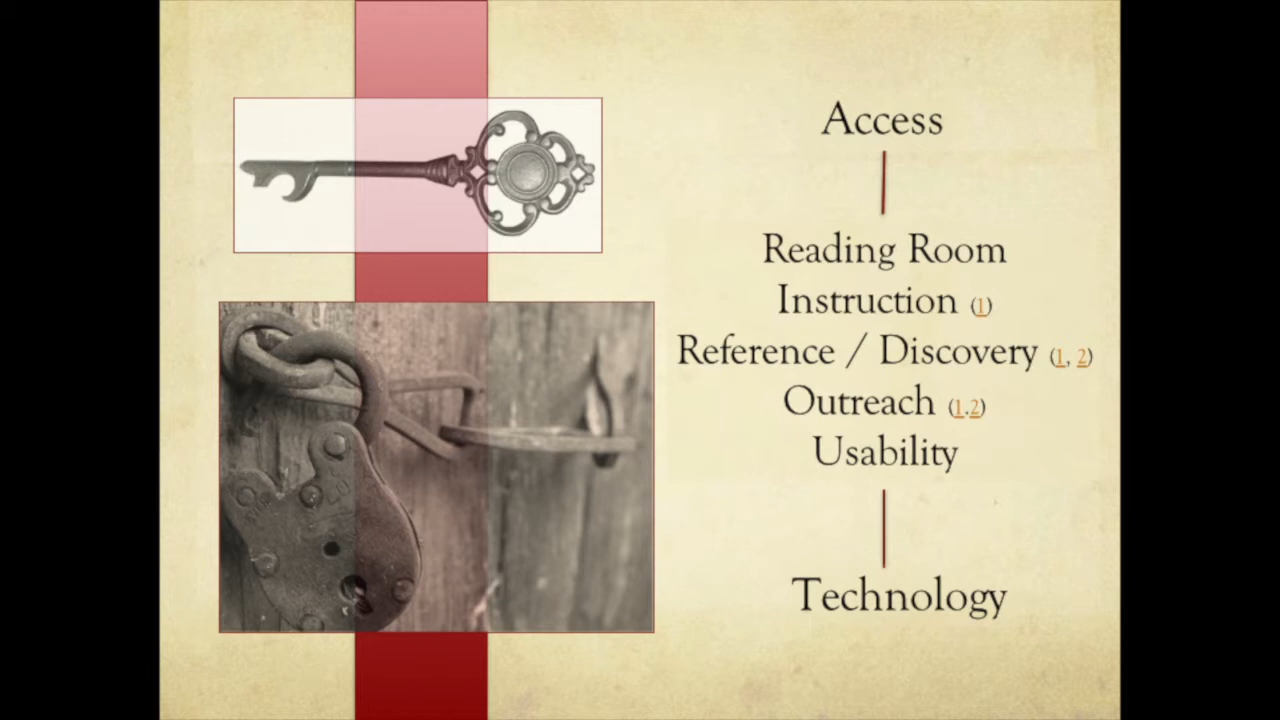 Access
Reading Room
Instruction (1)
Reference / Discovery (1, 2)
Outreach (1.2)
Usability
Technology